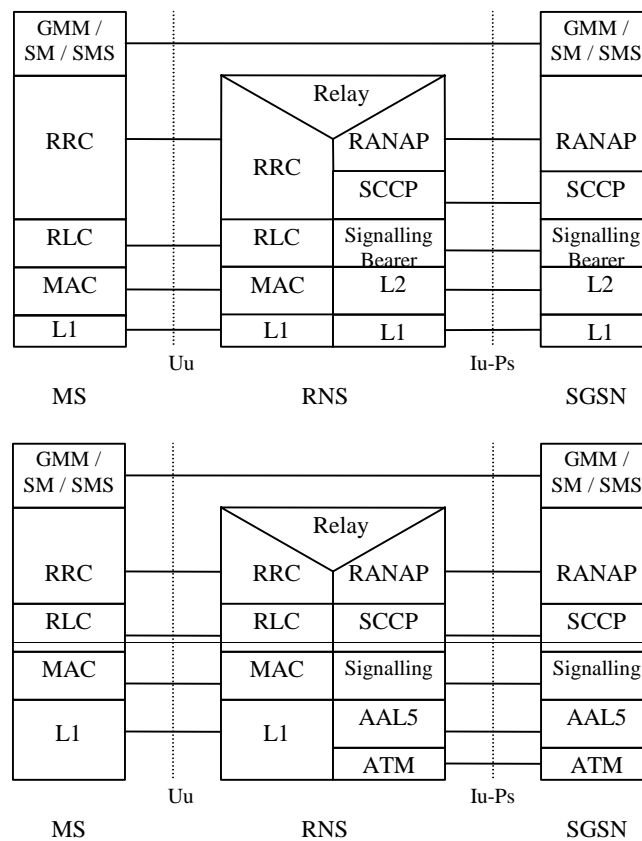 GMM /
SM / SMS
GMM /
SM / SMS
Relay
RRC
RRC
RANAP
RANAP
SCCP
SCCP
RLC
RLC
Signalling
Bearer
Signalling
Bearer
MAC
MAC
L2
L2
L1
L1
L1
L1
Uu
Iu-Ps
MS
RNS
SGSN
GMM /
SM / SMS
GMM /
SM / SMS
Relay
RRC
RRC
RANAP
RANAP
RLC
RLC
SCCP
SCCP
MAC
MAC
Signalling
Signalling
L1
L1
AAL5
AAL5
ATM
ATM
Uu
Iu-Ps
MS
RNS
SGSN